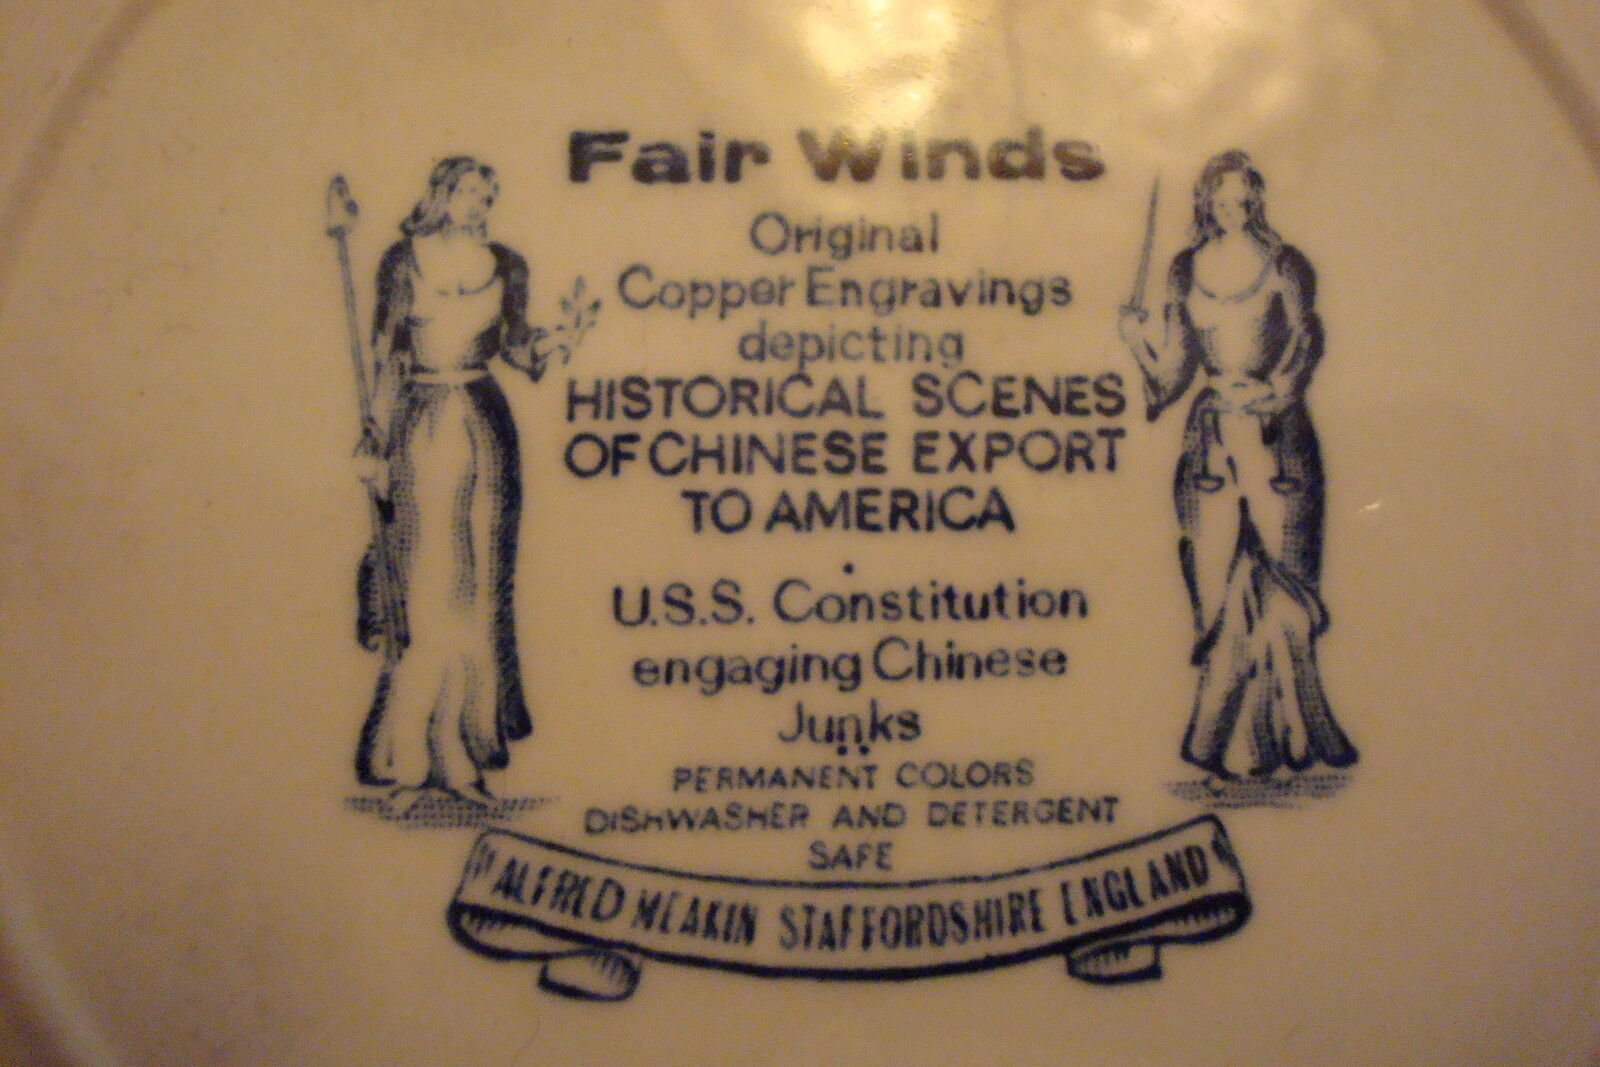 Fair Winds
Original
Copper Engravings
depicting
HISTORICAL SCENES
OF CHINESE EXPORT
TO AMERICA
U.S.S. Constitution
engaging Chinese
Junks
PERMANENT COLORS
DISHWASHER AND DETERGENT
SAFE
ALFRED MEAKIN STAFFORDSHIRE ENGLAND